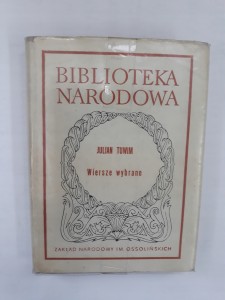 BIBLIOTEKA
NARODOWA
JULIAN TUWIM
Wiersze wybrane
ZAKŁAD NARODOWY IM. OSSOLIŃSKICH